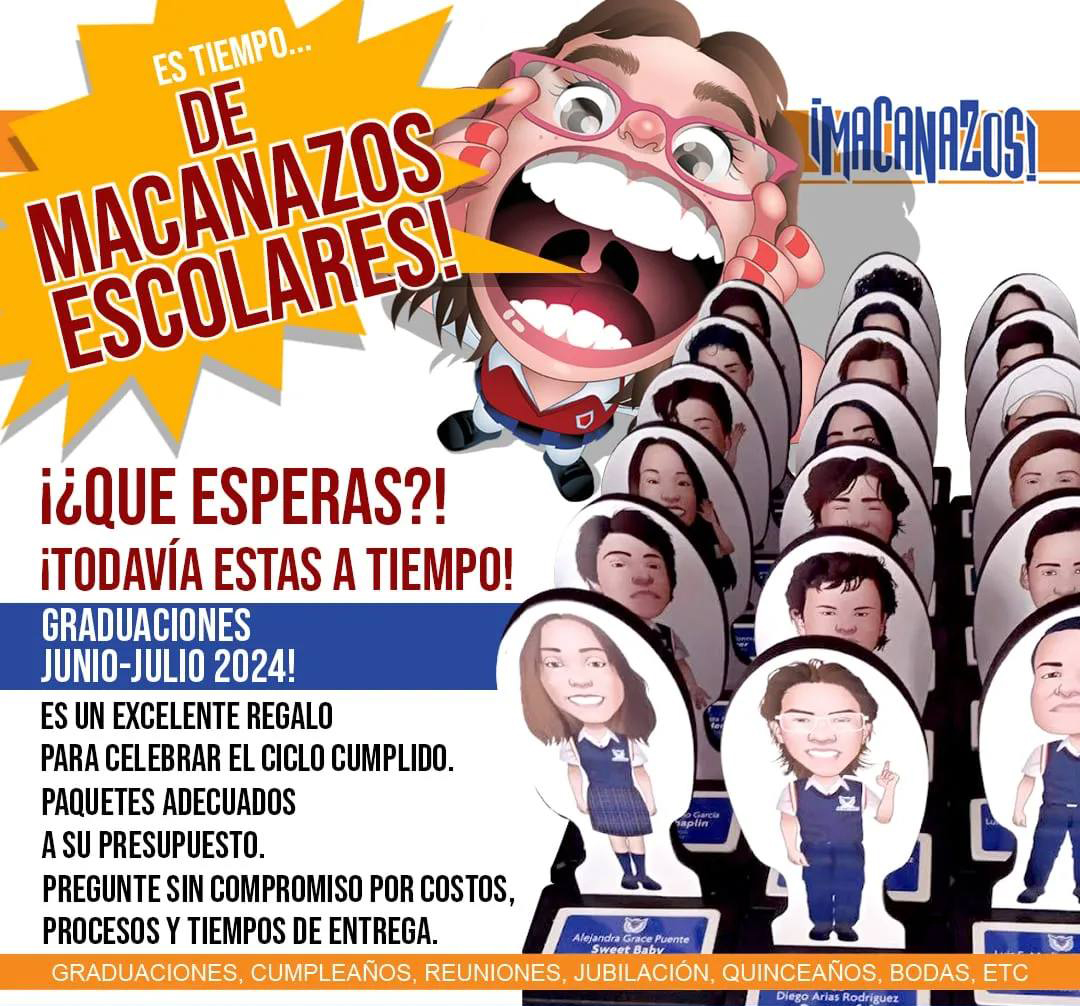 ES TIEMPO...
DE
MACANAZOS
ESCOLARES!
¡MACANAZOS!
¡¿QUE ESPERAS?!
¡TODAVÍA ESTAS A TIEMPO!
GRADUACIONES
JUNIO-JULIO 2024!
ES UN EXCELENTE REGALO
PARA CELEBRAR EL CICLO CUMPLIDO.
PAQUETES ADECUADOS
A SU PRESUPUESTO.
PREGUNTE SIN COMPROMISO POR COSTOS,
PROCESOS Y TIEMPOS DE ENTREGA.
García
Alejandra Grace Puente
Sweet Baby
GRADUACIONES, CUMPLEAÑOS, REUNIONES, JUBILACIÓN, QUINCEAÑOS, BODAS, ETC
Diego Arias Rodríguez